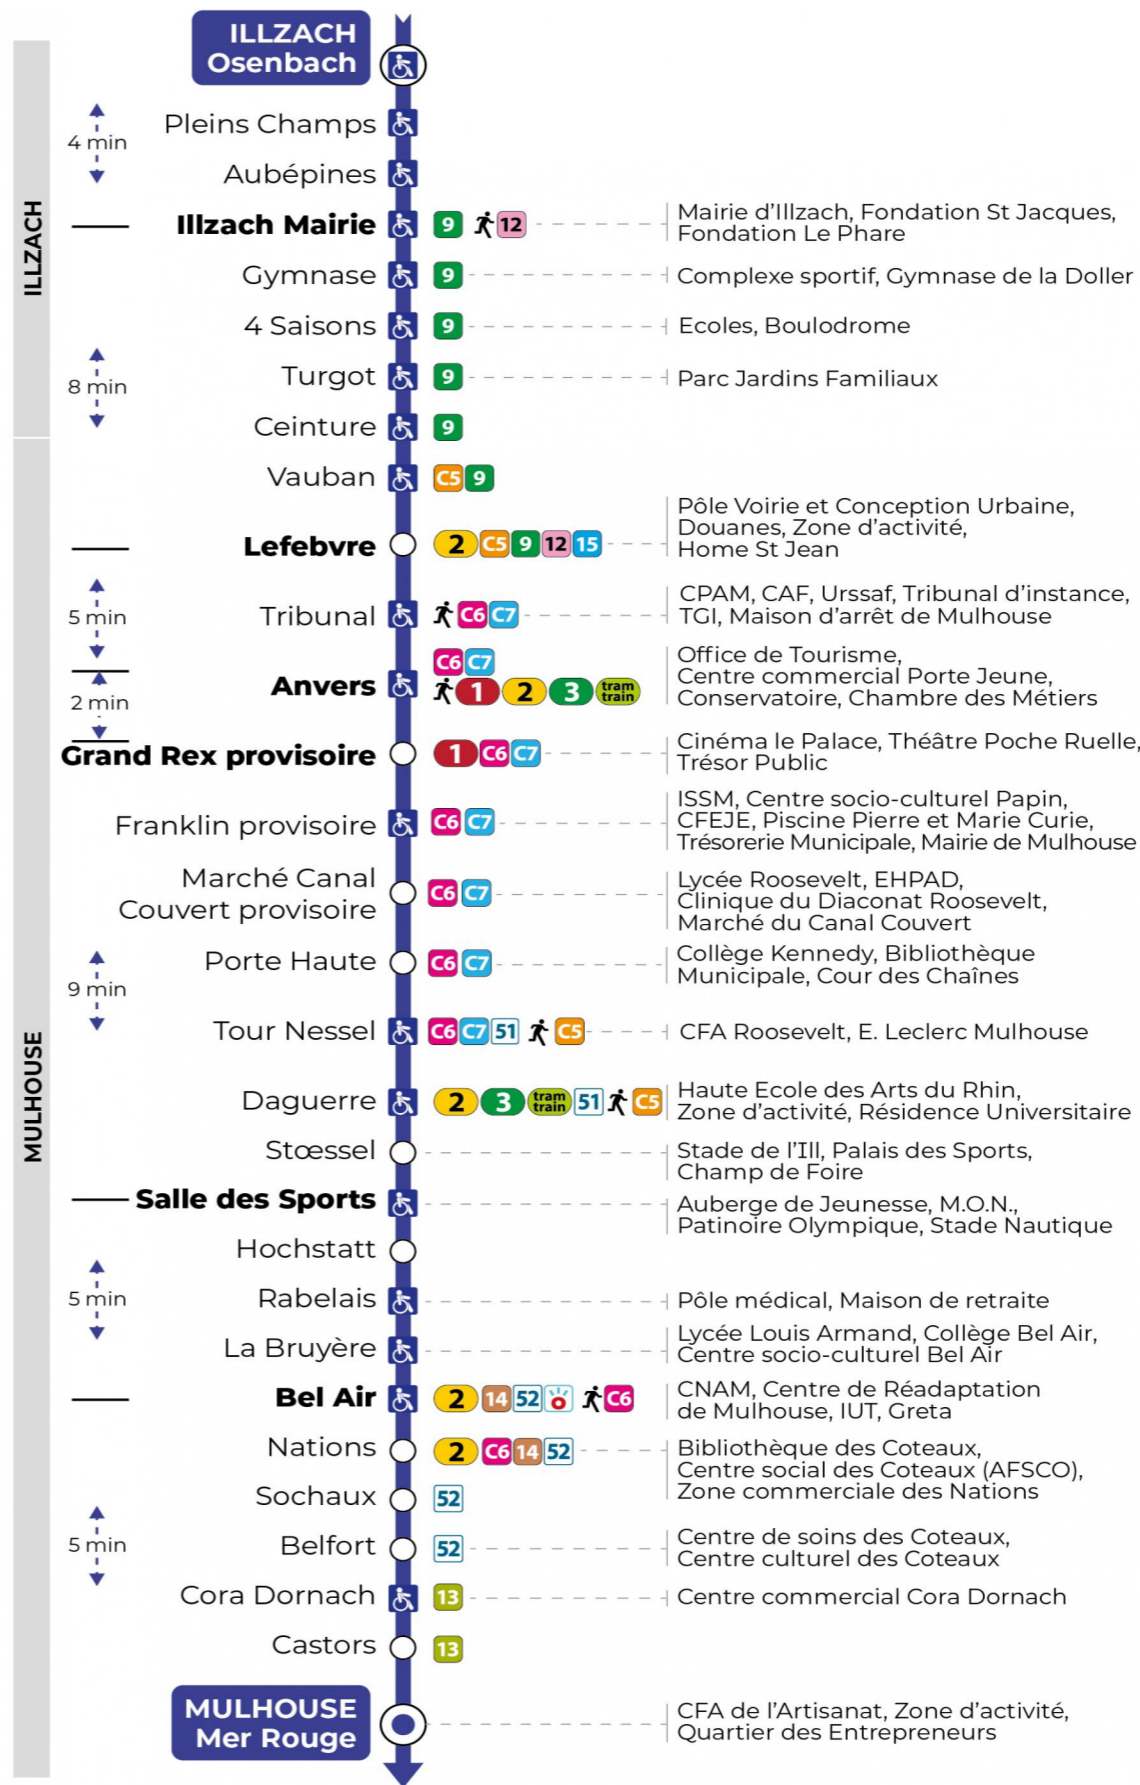 ILLZACH
Osenbach
ILLZACH
4 min
Pleins Champs
Aubépines
Illzach Mairie
9 12
Mairie d'Illzach, Fondation St Jacques,
Fondation Le Phare
Gymnase
9
Complexe sportif, Gymnase de la Doller
4 Saisons
9
Ecoles, Boulodrome
8 min
Turgot
9
Parc Jardins Familiaux
Ceinture
9
MULHOUSE
Vauban
C5 9
Lefebvre
2 C5 9 12 15
Pôle Voirie et Conception Urbaine,
Douanes, Zone d'activité,
Home St Jean
5 min
Tribunal
C6 C7
CPAM, CAF, Urssaf, Tribunal d'instance,
TGI, Maison d'arrêt de Mulhouse
2 min
Anvers
C6 C7
1 2 3 tram
train
Office de Tourisme,
Centre commercial Porte Jeune,
Conservatoire, Chambre des Métiers
Grand Rex provisoire
1 C6 C7
Cinéma le Palace, Théâtre Poche Ruelle,
Trésor Public
Franklin provisoire
C6 C7
ISSM, Centre socio-culturel Papin,
CFEJE, Piscine Pierre et Marie Curie,
Trésorerie Municipale, Mairie de Mulhouse
Marché Canal
Couvert provisoire
C6 C7
Lycée Roosevelt, EHPAD,
Clinique du Diaconat Roosevelt,
Marché du Canal Couvert
9 min
Porte Haute
C6 C7
Collège Kennedy, Bibliothèque
Municipale, Cour des Chaînes
Tour Nessel
C6 C7 51 C5
CFA Roosevelt, E. Leclerc Mulhouse
Daguerre
2 3 tram
train 51 C5
Haute Ecole des Arts du Rhin,
Zone d'activité, Résidence Universitaire
Stœssel
Stade de l'Ill, Palais des Sports,
Champ de Foire
Salle des Sports
Auberge de Jeunesse, M.O.N.,
Patinoire Olympique, Stade Nautique
Hochstatt
5 min
Rabelais
Pôle médical, Maison de retraite
La Bruyère
Lycée Louis Armand, Collège Bel Air,
Centre socio-culturel Bel Air
Bel Air
2 14 52 C6
CNAM, Centre de Réadaptation
de Mulhouse, IUT, Greta
Nations
2 C6 14 52
Bibliothèque des Coteaux,
Centre social des Coteaux (AFSCO),
Zone commerciale des Nations
Sochaux
52
5 min
Belfort
52
Centre de soins des Coteaux,
Centre culturel des Coteaux
Cora Dornach
13
Centre commercial Cora Dornach
Castors
13
MULHOUSE
Mer Rouge
CFA de l'Artisanat, Zone d'activité,
Quartier des Entrepreneurs